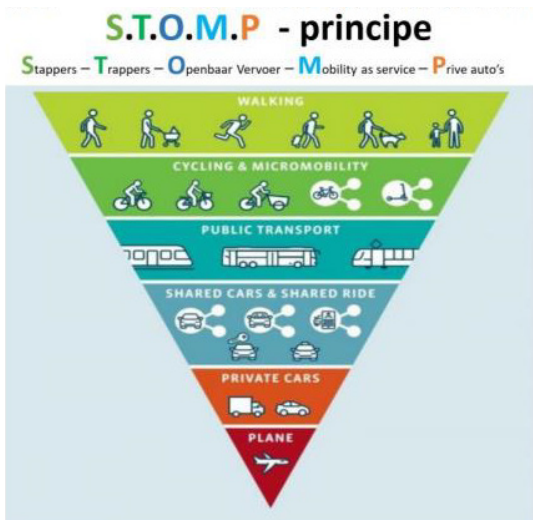 S.T.O.M.P - principe
Stappers – Trappers – Openbaar Vervoer – Mobility as service – Prive auto's
WALKING
CYCLING & MICROMOBILITY
PUBLIC TRANSPORT
SHARED CARS & SHARED RIDE
PRIVATE CARS
PLANE